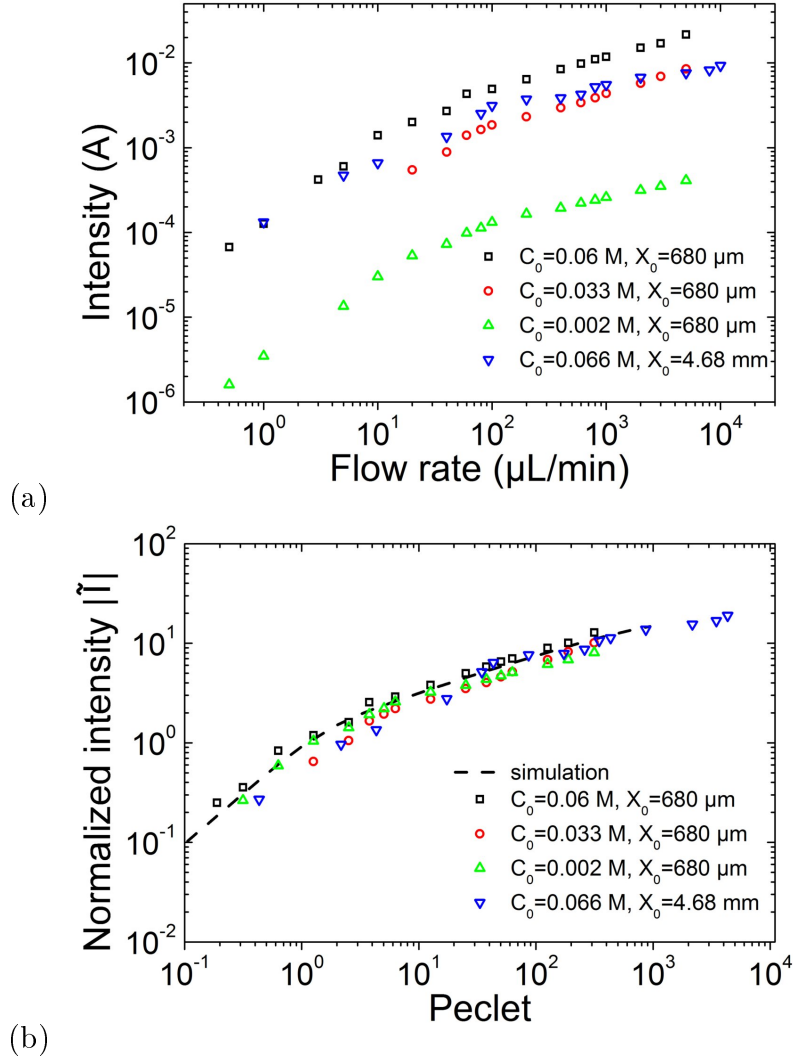 10⁻²
10⁻³
10⁻⁴
10⁻⁵
10⁻⁶
Intensity (A)
C₀=0.06 M, X₀=680 µm
C₀=0.033 M, X₀=680 µm
C₀=0.002 M, X₀=680 µm
C₀=0.066 M, X₀=4.68 mm
10⁰ 10¹ 10² 10³ 10⁴
Flow rate (µL/min)
(a)
10²
10¹
10⁰
10⁻¹
10⁻²
Normalized intensity |Ĩ|
simulation
C₀=0.06 M, X₀=680 µm
C₀=0.033 M, X₀=680 µm
C₀=0.002 M, X₀=680 µm
C₀=0.066 M, X₀=4.68 mm
10⁻¹ 10⁰ 10¹ 10² 10³ 10⁴
Peclet
(b)